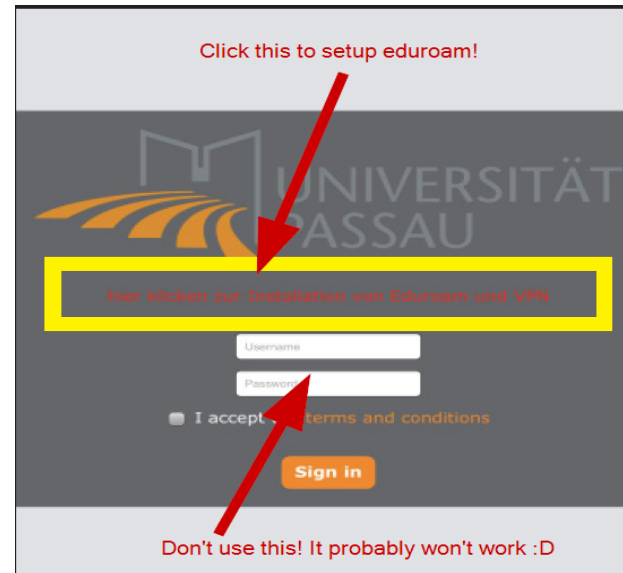 Click this to setup eduroam!
UNIVERSITÄT
PASSAU
hier klicken zur Installation von Eduroam und VPN
Username
Password
I accept terms and conditions
Sign in
Don't use this! It probably won't work :D